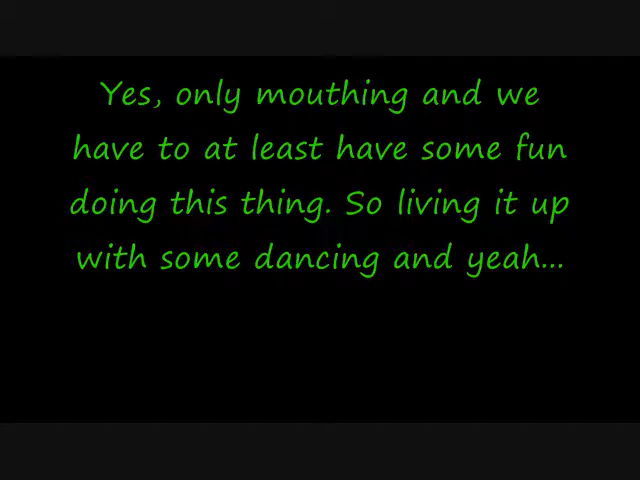 Yes, only mouthing and we
have to at least have some fun
doing this thing. So living it up
with some dancing and yeah...